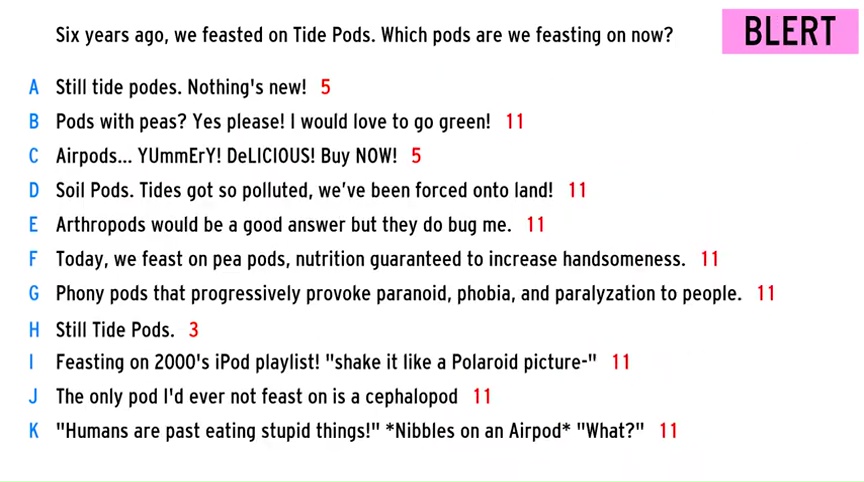 Six years ago, we feasted on Tide Pods. Which pods are we feasting on now?
BLERT
A Still tide podes. Nothing's new! 5
B Pods with peas? Yes please! I would love to go green! 11
C Airpods... YUmmErY! DeLICIOUS! Buy NOW! 5
D Soil Pods. Tides got so polluted, we've been forced onto land! 11
E Arthropods would be a good answer but they do bug me. 11
F Today, we feast on pea pods, nutrition guaranteed to increase handsomeness. 11
G Phony pods that progressively provoke paranoid, phobia, and paralyzation to people. 11
H Still Tide Pods. 3
I Feasting on 2000's iPod playlist! "shake it like a Polaroid picture-" 11
J The only pod I'd ever not feast on is a cephalopod 11
K "Humans are past eating stupid things!" *Nibbles on an Airpod* "What?" 11